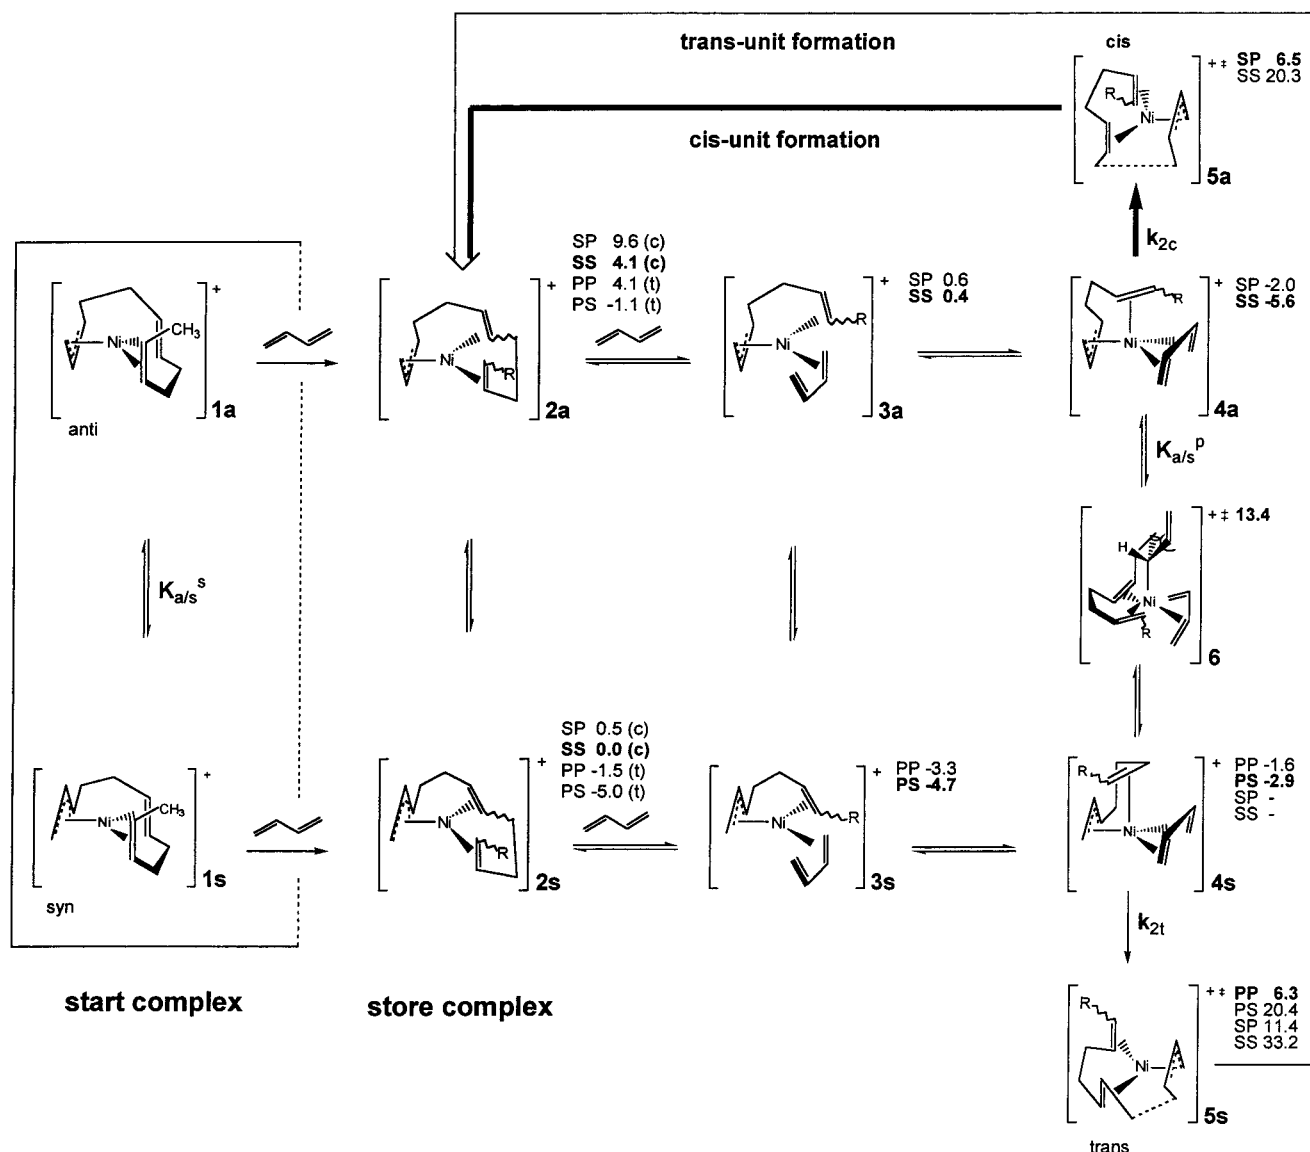 trans-unit formation
cis-unit formation
cis
+ ‡ SP 6.5
SS 20.3
R
Ni
5a
k2c
SP 9.6 (c)
SS 4.1 (c)
PP 4.1 (t)
PS -1.1 (t)
SP 0.6
SS 0.4
SP -2.0
SS -5.6
+
Ni
CH3
1a
anti
+
Ni
R
2a
+
Ni
R
3a
+
R
Ni
4a
Ka/s p
+ ‡ 13.4
H
Ni
R
6
Ka/s s
SP 0.5 (c)
SS 0.0 (c)
PP -1.5 (t)
PS -5.0 (t)
PP -3.3
PS -4.7
PP -1.6
PS -2.9
SP -
SS -
+
Ni
CH3
1s
syn
+
Ni
R
2s
+
Ni
R
3s
+
R
Ni
4s
k2t
start complex
store complex
+ ‡ PP 6.3
PS 20.4
SP 11.4
SS 33.2
R
Ni
5s
trans